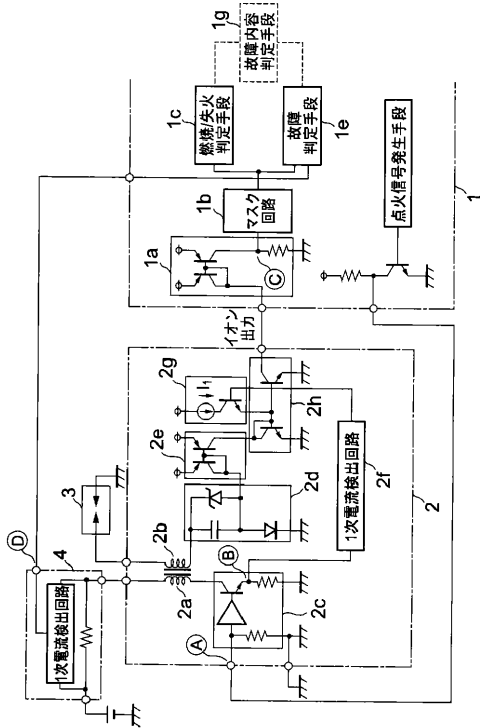 D
4
1次電流検出回路
3
2b
2a
A
B
2c
2d
2e
2g
I₁
2h
1次電流検出回路
2f
2
イオン
出力
1a
C
1b
マスク
回路
1c
燃焼/失火
判定手段
1g
故障内容
判定手段
故障
判定手段
1e
点火信号発生手段
1